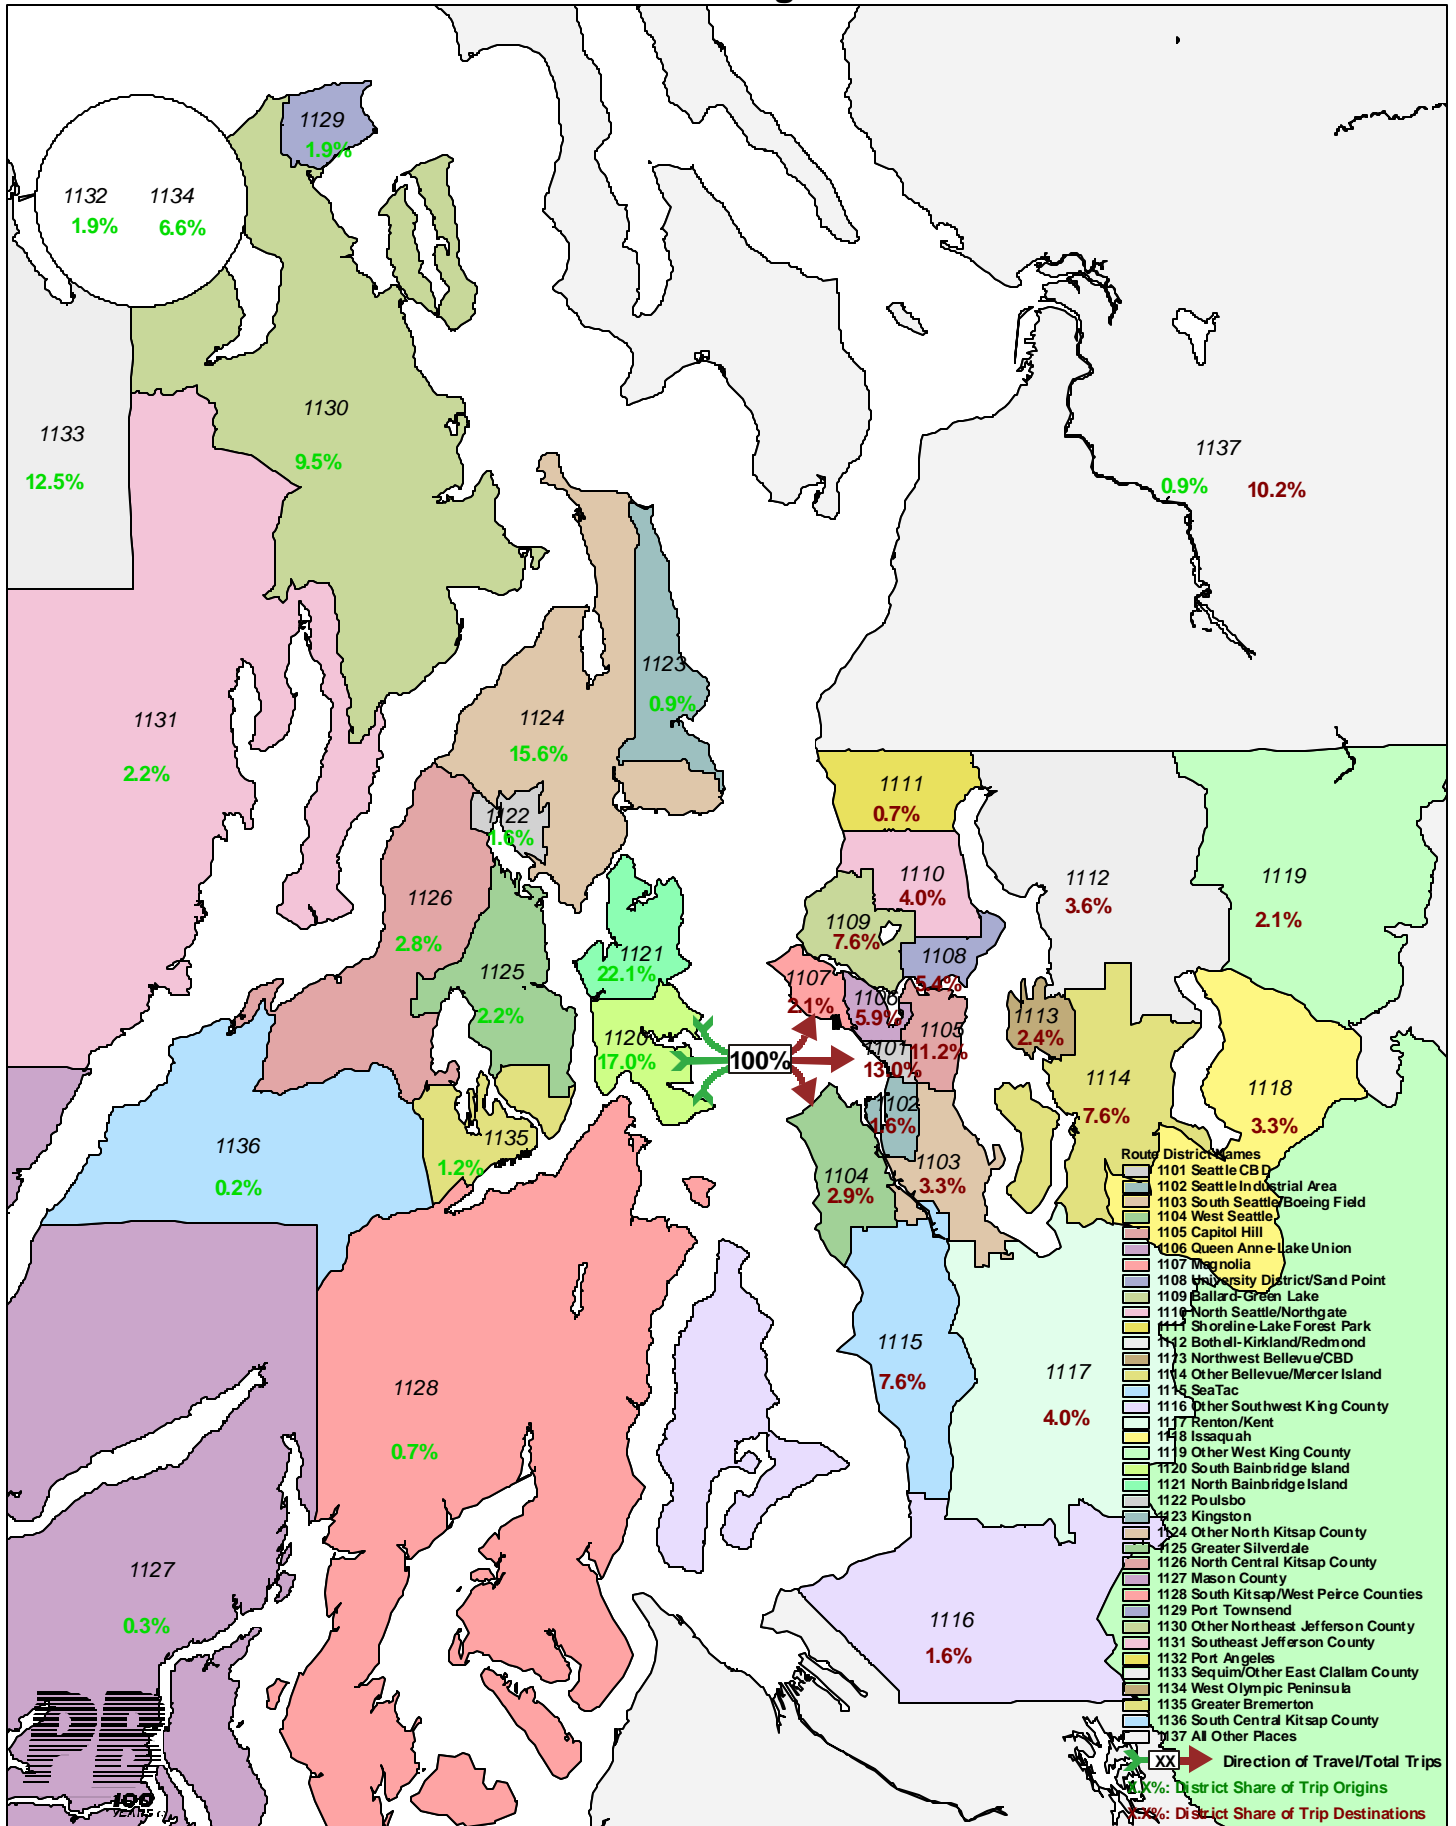 1129
1.9%
1132 1134
1.9% 6.6%
1130
9.5%
1133
12.5%
1137
0.9% 10.2%
1123
0.9%
1124
15.6%
1131
2.2%
1122
1.6%
1111
0.7%
1110
4.0%
1112
3.6%
1119
2.1%
1126
2.8%
1109
7.6%
1108
5.4%
1121
22.1%
1125
2.2%
1107
2.1%
1106
5.9%
1105
11.2%
1113
2.4%
1120
17.0%
100%
1101
13.0%
1114
7.6%
1118
3.3%
1102
1.6%
1135
1.2%
1136
0.2%
1104
2.9%
1103
3.3%
1115
7.6%
1117
4.0%
1128
0.7%
1127
0.3%
1116
1.6%
Route District Names
1101 Seattle CBD
1102 Seattle Industrial Area
1103 South Seattle/Boeing Field
1104 West Seattle
1105 Capitol Hill
1106 Queen Anne-Lake Union
1107 Magnolia
1108 University District/Sand Point
1109 Ballard-Green Lake
1110 North Seattle/Northgate
1111 Shoreline-Lake Forest Park
1112 Bothell-Kirkland/Redmond
1113 Northwest Bellevue/CBD
1114 Other Bellevue/Mercer Island
1115 SeaTac
1116 Other Southwest King County
1117 Renton/Kent
1118 Issaquah
1119 Other West King County
1120 South Bainbridge Island
1121 North Bainbridge Island
1122 Poulsbo
1123 Kingston
1124 Other North Kitsap County
1125 Greater Silverdale
1126 North Central Kitsap County
1127 Mason County
1128 South Kitsap/West Peirce Counties
1129 Port Townsend
1130 Other Northeast Jefferson County
1131 Southeast Jefferson County
1132 Port Angeles
1133 Sequim/Other East Clallam County
1134 West Olympic Peninsula
1135 Greater Bremerton
1136 South Central Kitsap County
1137 All Other Places
XX Direction of Travel/Total Trips
X.X%: District Share of Trip Origins
X.X%: District Share of Trip Destinations
PB
100
YEARS